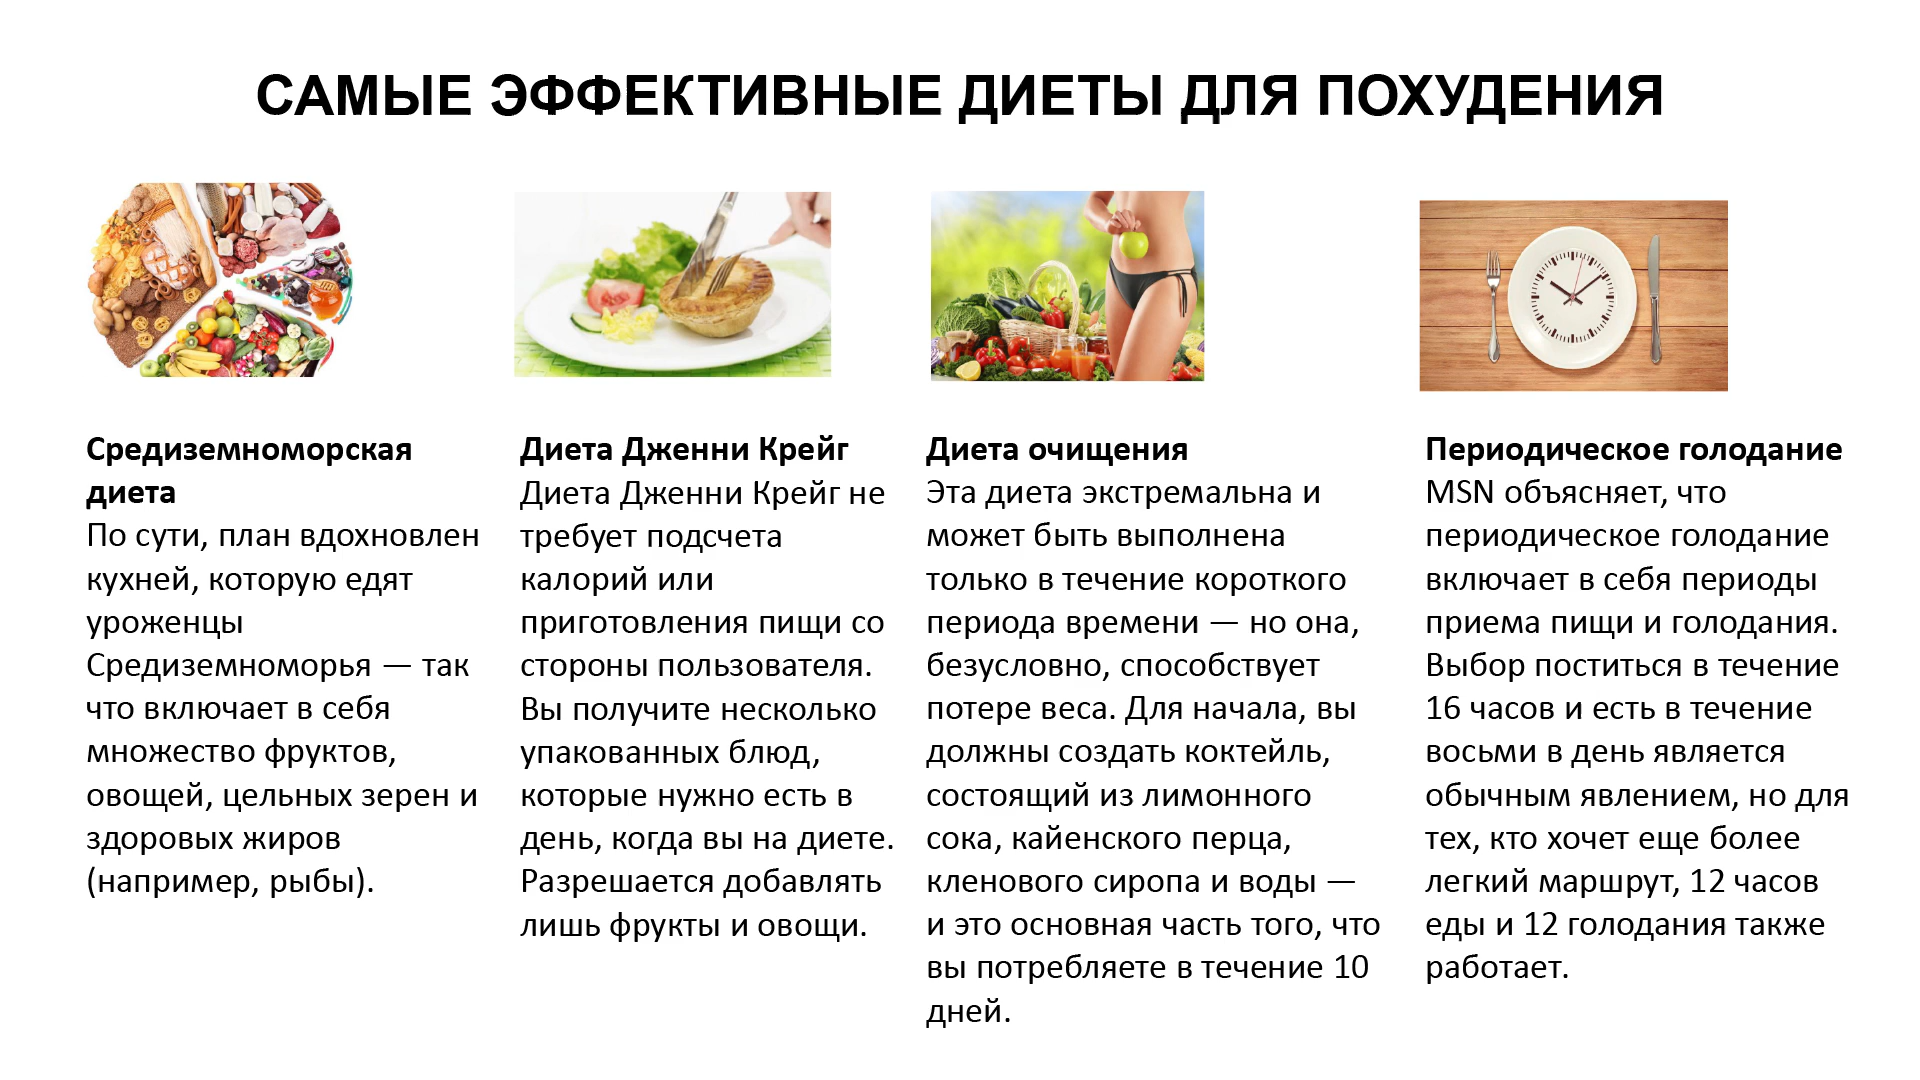 САМЫЕ ЭФФЕКТИВНЫЕ ДИЕТЫ ДЛЯ ПОХУДЕНИЯ
Средиземноморская
диета
По сути, план вдохновлен
кухней, которую едят
уроженцы
Средиземноморья — так
что включает в себя
множество фруктов,
овощей, цельных зерен и
здоровых жиров
(например, рыбы).
Диета Дженни Крейг
Диета Дженни Крейг не
требует подсчета
калорий или
приготовления пищи со
стороны пользователя.
Вы получите несколько
упакованных блюд,
которые нужно есть в
день, когда вы на диете.
Разрешается добавлять
лишь фрукты и овощи.
Диета очищения
Эта диета экстремальна и
может быть выполнена
только в течение короткого
периода времени — но она,
безусловно, способствует
потере веса. Для начала, вы
должны создать коктейль,
состоящий из лимонного
сока, кайенского перца,
кленового сиропа и воды —
и это основная часть того, что
вы потребляете в течение 10
дней.
Периодическое голодание
MSN объясняет, что
периодическое голодание
включает в себя периоды
приема пищи и голодания.
Выбор поститься в течение
16 часов и есть в течение
восьми в день является
обычным явлением, но для
тех, кто хочет еще более
легкий маршрут, 12 часов
еды и 12 голодания также
работает.